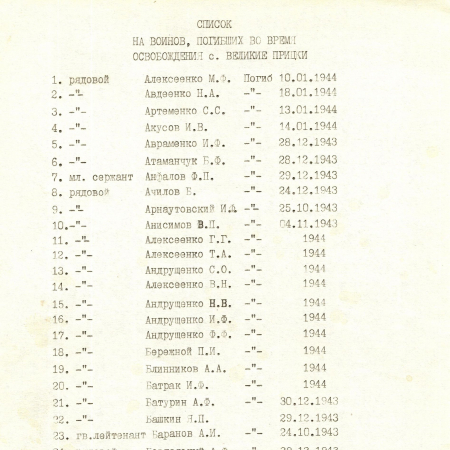 СПИСОК
НА ВОИНОВ, ПОГИБШИХ ВО ВРЕМЯ
ОСВОБОЖДЕНИЯ с. ВЕЛИКИЕ ПРИЦКИ
1. рядовой Алексеенко М.Ф. Погиб 10.01.1944
2. -"- Авдеенко Н.А. -"- 18.01.1944
3. -"- Артеменко С.С. -"- 13.01.1944
4. -"- Акусов И.В. -"- 14.01.1944
5. -"- Авраменко И.Ф. -"- 28.12.1943
6. -"- Атаманчук Б.Ф. -"- 28.12.1943
7. мл. сержант Анфалов Ф.П. -"- 29.12.1943
8. рядовой Ачилов Е. -"- 24.12.1943
9. -"- Арнаутовский И.А. -"- 25.10.1943
10. -"- Анисимов В.П. -"- 04.11.1943
11. -"- Алексеенко Г.Г. -"- 1944
12. -"- Алексеенко Т.А. -"- 1944
13. -"- Андрущенко С.О. -"- 1944
14. -"- Алексеенко В.Н. -"- 1944
15. -"- Андрущенко Н.Н. -"- 1944
16. -"- Андрущенко И.Ф. -"- 1944
17. -"- Андрущенко Ф.Ф. -"- 1944
18. -"- Бережной П.И. -"- 1944
19. -"- Блинников А.А. -"- 1944
20. -"- Батрак И.Ф. -"- 1944
21. -"- Батурин А.Ф. -"- 30.12.1943
22. -"- Башкин Я.П. 29.12.1943
23. гв.лейтенант Баранов А.И. -"- 24.10.1943